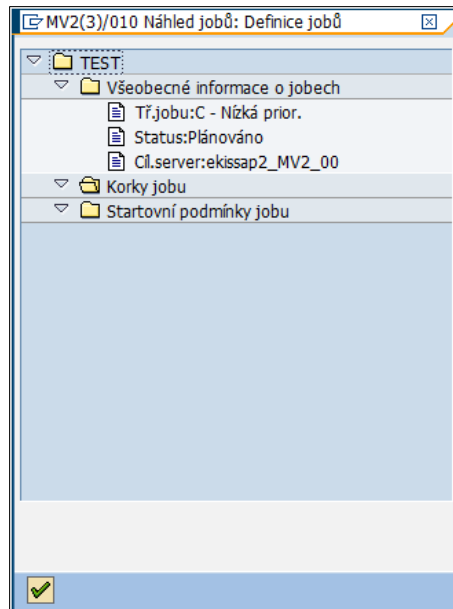 MV2(3)/010 Náhled jobů: Definice jobů
TEST
Všeobecné informace o jobech
Tř.jobu:C - Nízká prior.
Status:Plánováno
Cíl.server:ekissap2_MV2_00
Korky jobu
Startovní podmínky jobu